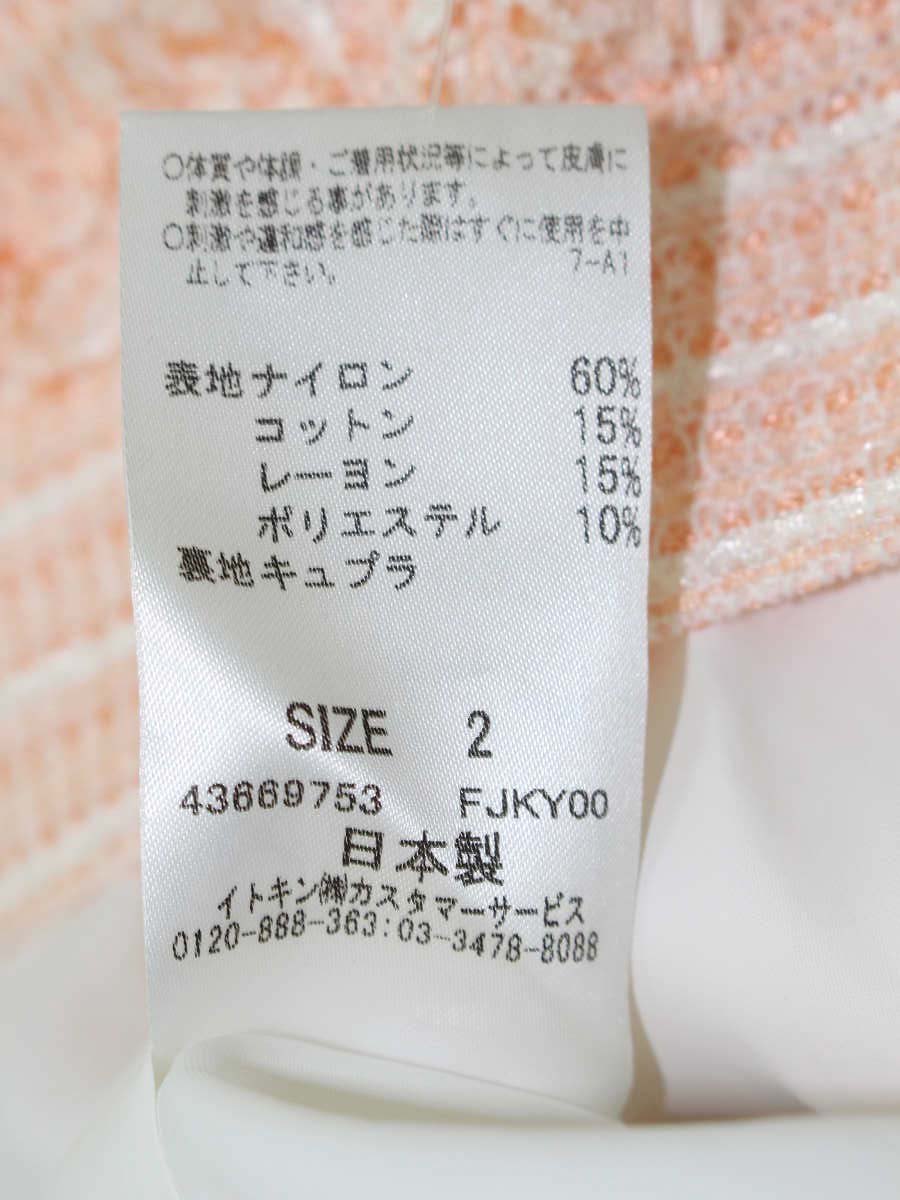 ○体質や体調・ご着用状況等によって皮膚に
刺激を感じる事があります。
○刺激や違和感を感じた際はすぐに使用を中
止して下さい。 7-A1
表地ナイロン 60%
コットン 15%
レーヨン 15%
ポリエステル 10%
裏地キュプラ
SIZE 2
43669753 FJKY00
日本製
イトキン㈱カスタマーサービス
0120-888-363:03-3478-8088